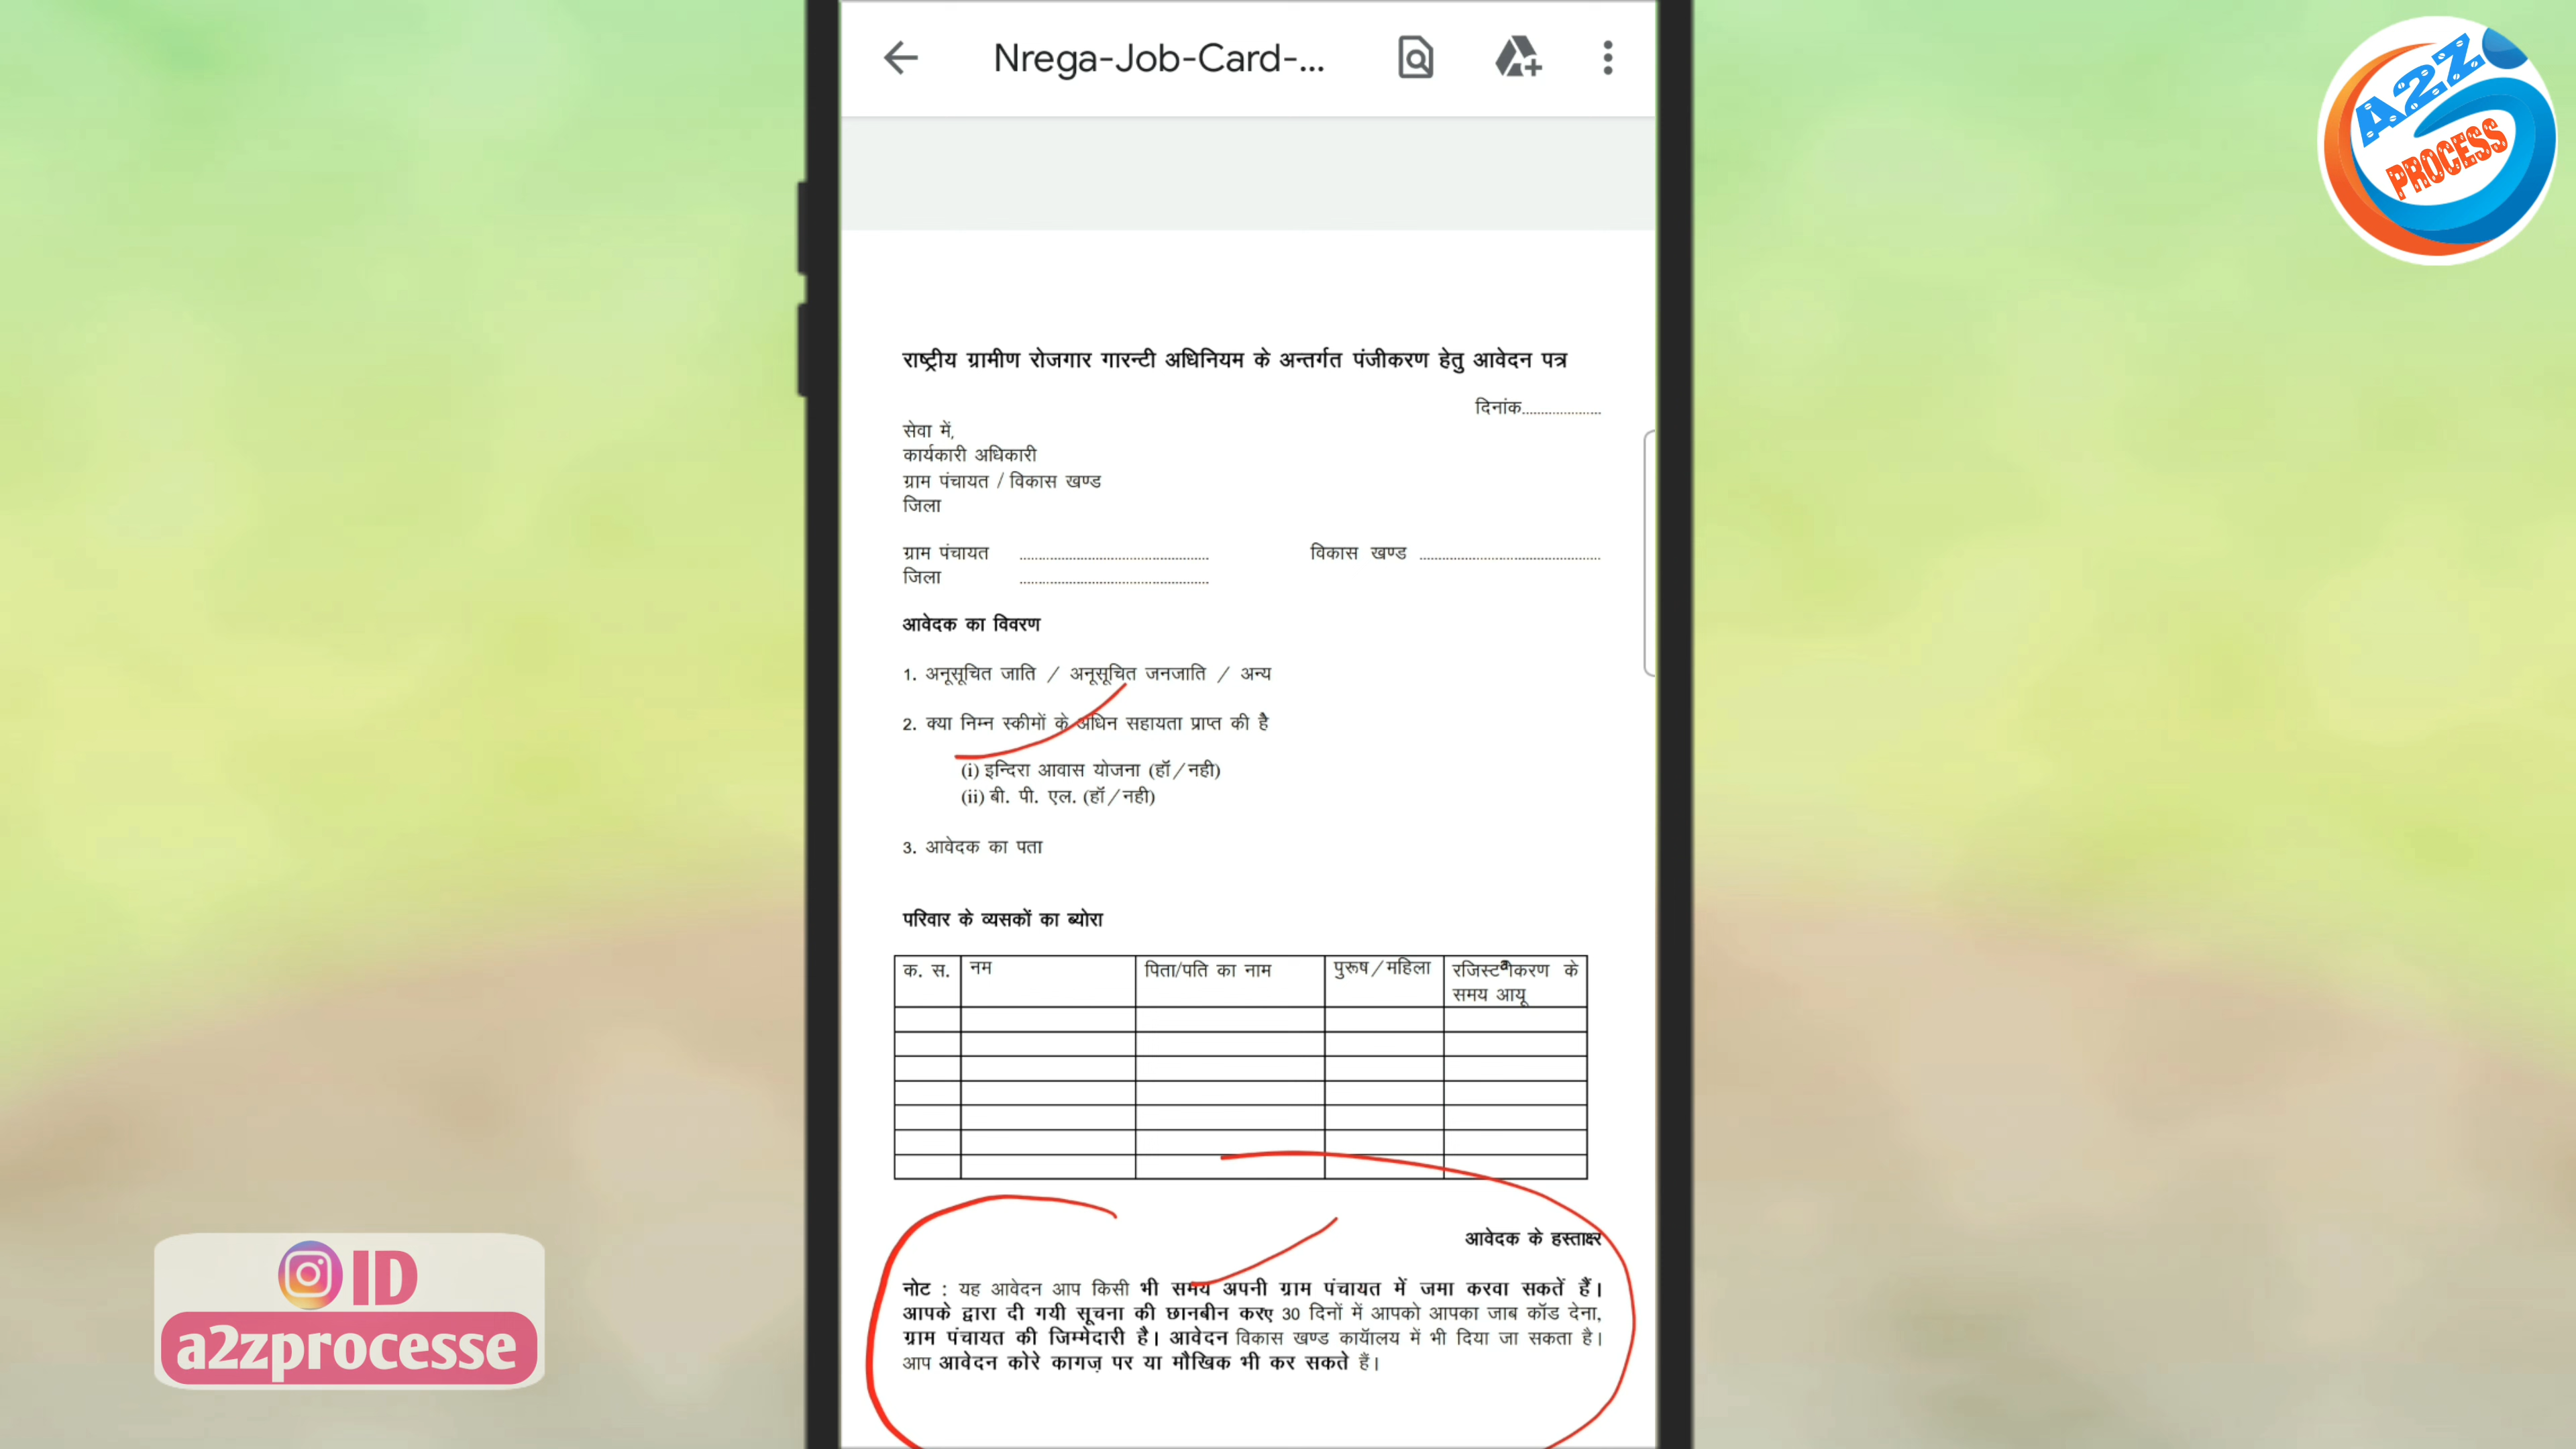 Nrega-Job-Card-...
A2Z
PROCESS
राष्ट्रीय ग्रामीण रोजगार गारन्टी अधिनियम के अन्तर्गत पंजीकरण हेतु आवेदन पत्र
दिनांक....................
सेवा में,
कार्यकारी अधिकारी
ग्राम पंचायत / विकास खण्ड
जिला
ग्राम पंचायत ................................................ विकास खण्ड ..............................................
जिला ................................................
आवेदक का विवरण
1. अनूसूचित जाति / अनूसूचित जनजाति / अन्य
2. क्या निम्न स्कीमों के अधिन सहायता प्राप्त की है
(i) इन्दिरा आवास योजना (हॉ/नही)
(ii) बी. पी. एल. (हॉ/नही)
3. आवेदक का पता
परिवार के व्यसकों का ब्योरा
क. स. नम पिता/पति का नाम पुरूष/महिला रजिस्टªीकरण के
समय आयू
आवेदक के हस्ताक्षर
नोट : यह आवेदन आप किसी भी समय अपनी ग्राम पंचायत में जमा करवा सकतें हैं।
आपके द्वारा दी गयी सूचना की छानबीन करए 30 दिनों में आपको आपका जाब कॉड देना,
ग्राम पंचायत की जिम्मेदारी है। आवेदन विकास खण्ड कार्यालय में भी दिया जा सकता है।
आप आवेदन कोरे कागज़ पर या मौखिक भी कर सकते हैं।
ID
a2zprocesse